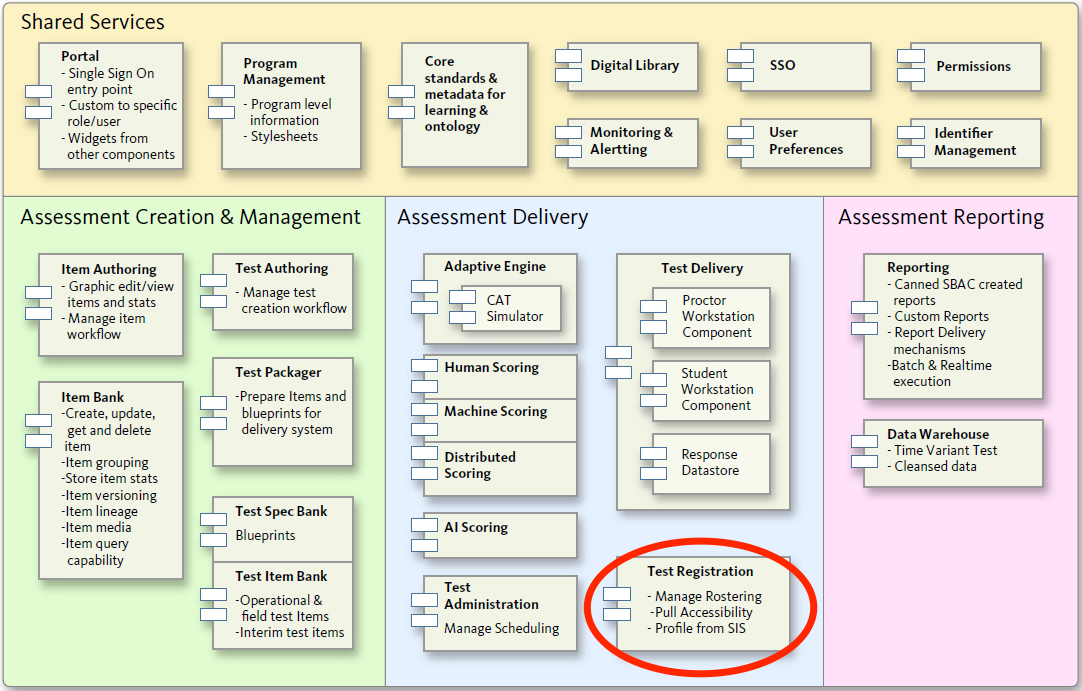 Shared Services
Portal
- Single Sign On
entry point
- Custom to specific
role/user
- Widgets from
other components
Program
Management
- Program level
information
- Stylesheets
Core
standards &
metadata for
learning &
ontology
Digital Library
SSO
Permissions
Monitoring &
Alertting
User
Preferences
Identifier
Management
Assessment Creation & Management
Item Authoring
- Graphic edit/view
items and stats
- Manage item
workflow
Test Authoring
- Manage test
creation workflow
Item Bank
-Create, update,
get and delete
item
-Item grouping
-Store item stats
-Item versioning
-Item lineage
-Item media
-Item query
capability
Test Packager
-Prepare Items and
blueprints for
delivery system
Test Spec Bank
Blueprints
Test Item Bank
-Operational &
field test Items
-Interim test items
Assessment Delivery
Adaptive Engine
CAT
Simulator
Human Scoring
Machine Scoring
Distributed
Scoring
AI Scoring
Test
Administration
Manage Scheduling
Test Delivery
Proctor
Workstation
Component
Student
Workstation
Component
Response
Datastore
Test Registration
- Manage Rostering
-Pull Accessibility
- Profile from SIS
Assessment Reporting
Reporting
- Canned SBAC created
reports
- Custom Reports
- Report Delivery
mechanisms
-Batch & Realtime
execution
Data Warehouse
- Time Variant Test
- Cleansed data